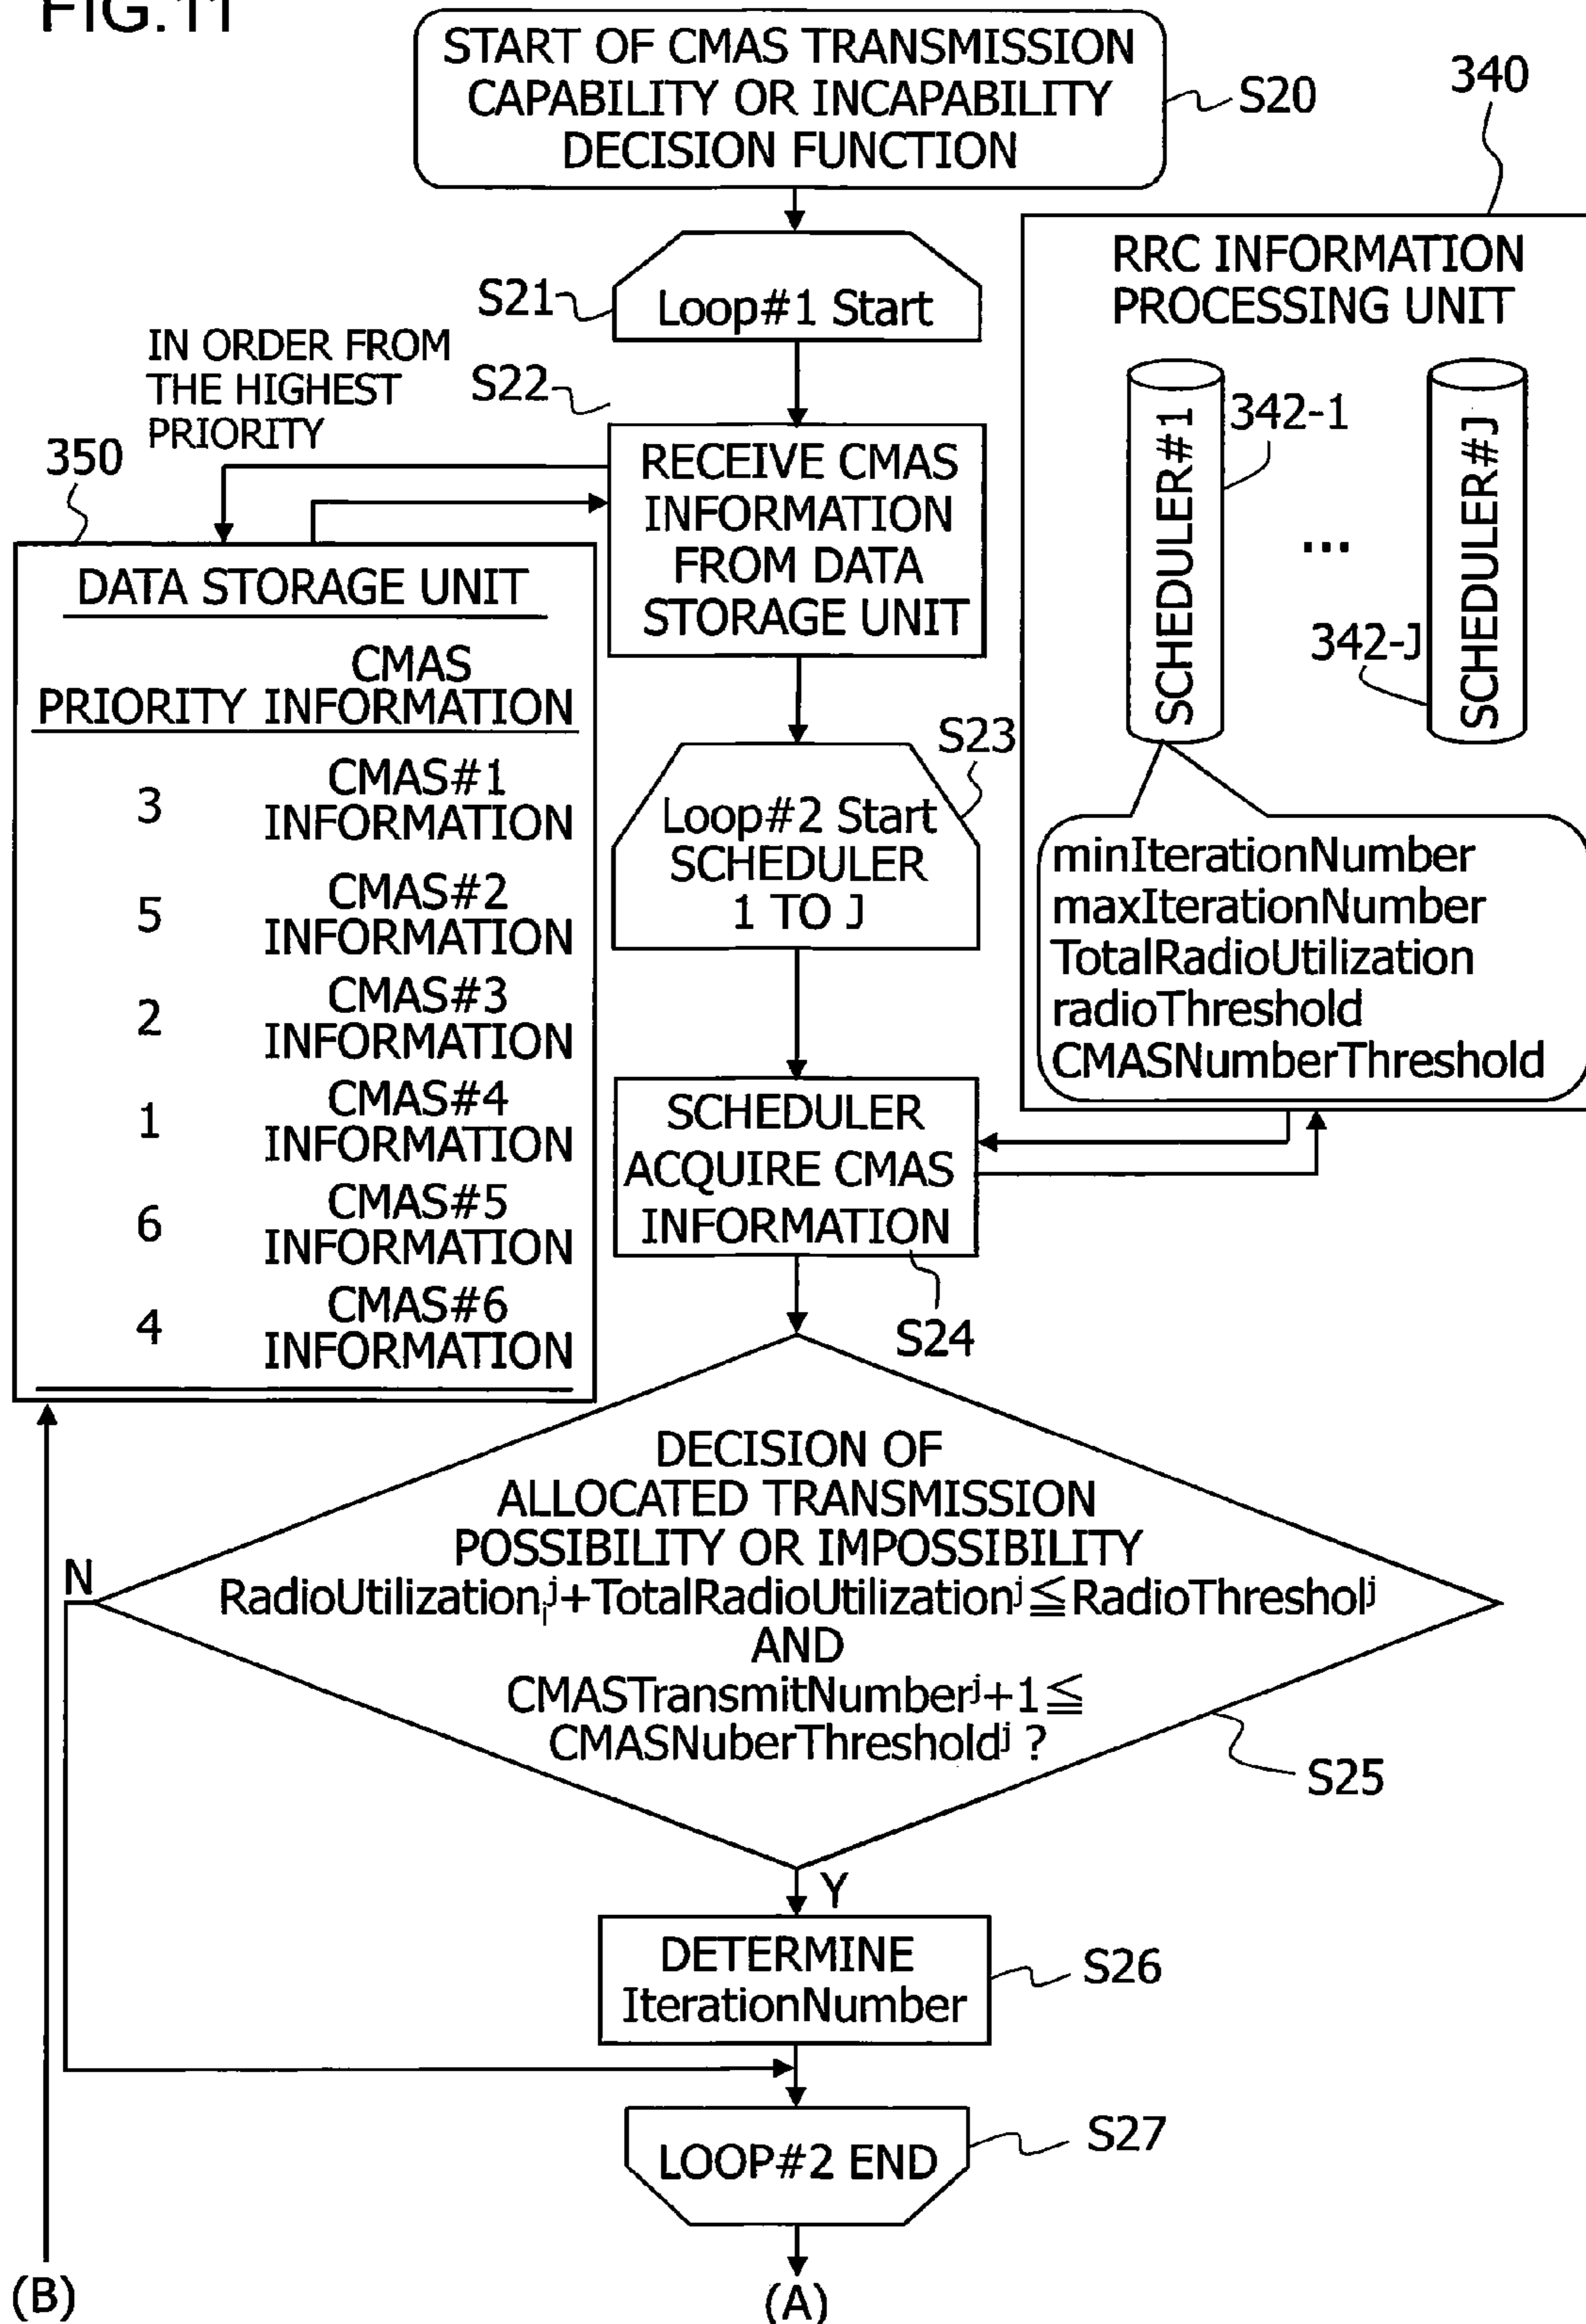 FIG.11
START OF CMAS TRANSMISSION
CAPABILITY OR INCAPABILITY
DECISION FUNCTION
S20
340
S21
Loop#1 Start
RRC INFORMATION
PROCESSING UNIT
IN ORDER FROM
THE HIGHEST
PRIORITY
S22
350
RECEIVE CMAS
INFORMATION
FROM DATA
STORAGE UNIT
SCHEDULER#1
342-1
...
342-J
SCHEDULER#J
DATA STORAGE UNIT
CMAS
PRIORITY INFORMATION
3 CMAS#1
INFORMATION
5 CMAS#2
INFORMATION
2 CMAS#3
INFORMATION
1 CMAS#4
INFORMATION
6 CMAS#5
INFORMATION
4 CMAS#6
INFORMATION
S23
Loop#2 Start
SCHEDULER
1 TO J
minIterationNumber
maxIterationNumber
TotalRadioUtilization
radioThreshold
CMASNumberThreshold
SCHEDULER
ACQUIRE CMAS
INFORMATION
S24
DECISION OF
ALLOCATED TRANSMISSION
POSSIBILITY OR IMPOSSIBILITY
RadioUtilizationᵢʲ+TotalRadioUtilizationʲ≦RadioThresholʲ
AND
CMASTransmitNumberʲ+1≦
CMASNuberThresholdʲ ?
N
S25
Y
DETERMINE
IterationNumber
S26
LOOP#2 END
S27
(B)
(A)